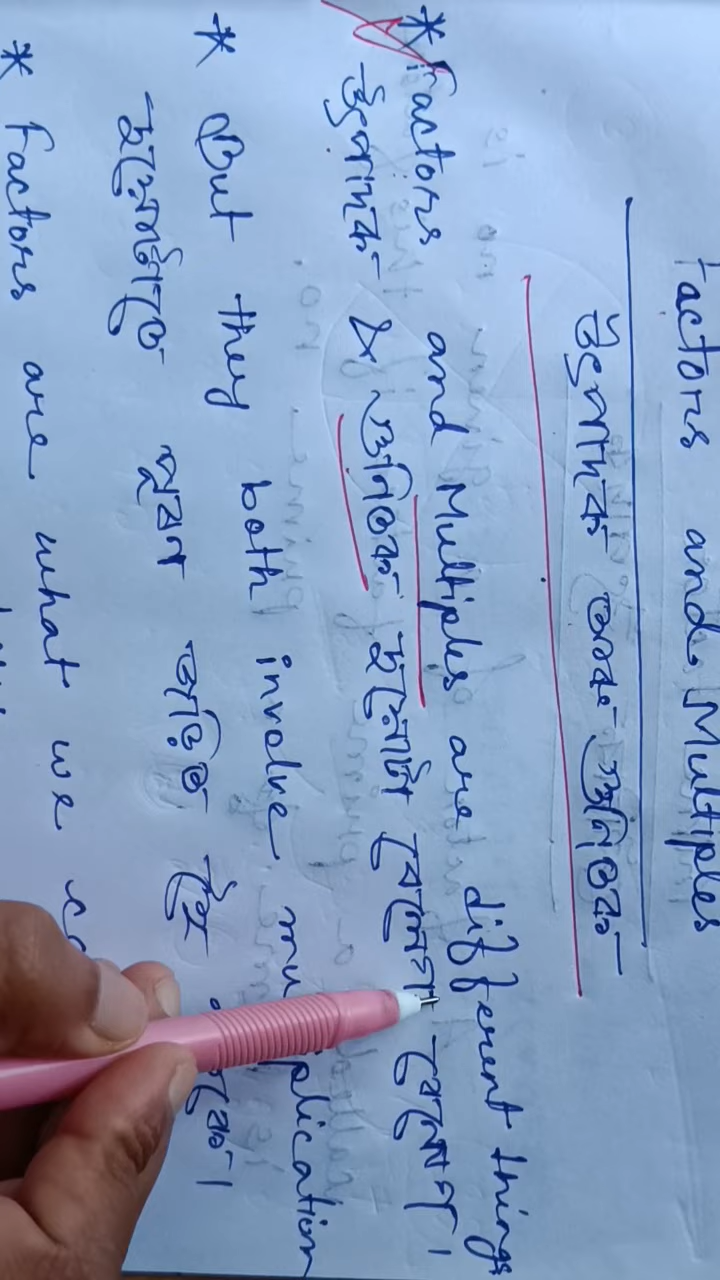 Factors and Multiples
উৎপাদক আৰু গুণিতক
* Factors and Multiples are different things
উৎপাদক & গুণিতক দুয়োটা বেলেগ বেলেগ।
* But they both involve
দুয়োটাতে পূৰণ জড়িত হৈ
* Factors are what we